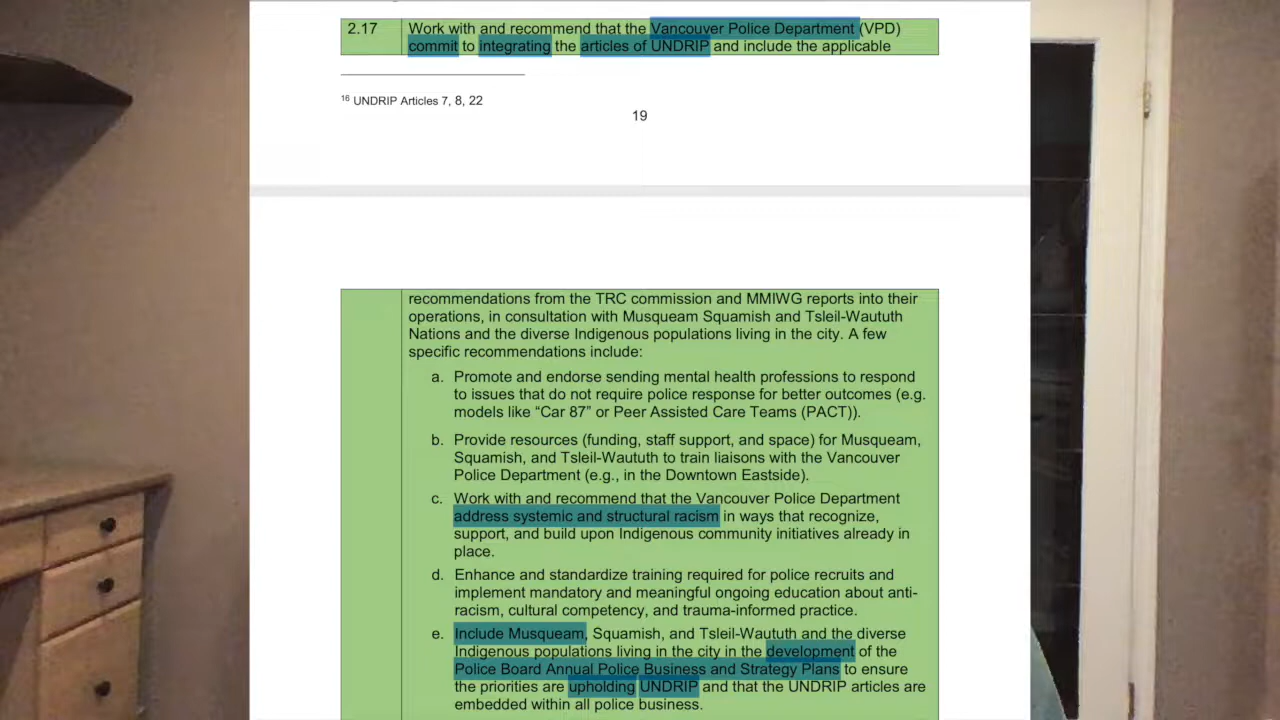 2.17 Work with and recommend that the Vancouver Police Department (VPD)
commit to integrating the articles of UNDRIP and include the applicable
16 UNDRIP Articles 7, 8, 22
19
recommendations from the TRC commission and MMIWG reports into their
operations, in consultation with Musqueam Squamish and Tsleil-Waututh
Nations and the diverse Indigenous populations living in the city. A few
specific recommendations include:
a. Promote and endorse sending mental health professions to respond
to issues that do not require police response for better outcomes (e.g.
models like “Car 87” or Peer Assisted Care Teams (PACT)).
b. Provide resources (funding, staff support, and space) for Musqueam,
Squamish, and Tsleil-Waututh to train liaisons with the Vancouver
Police Department (e.g., in the Downtown Eastside).
c. Work with and recommend that the Vancouver Police Department
address systemic and structural racism in ways that recognize,
support, and build upon Indigenous community initiatives already in
place.
d. Enhance and standardize training required for police recruits and
implement mandatory and meaningful ongoing education about anti-
racism, cultural competency, and trauma-informed practice.
e. Include Musqueam, Squamish, and Tsleil-Waututh and the diverse
Indigenous populations living in the city in the development of the
Police Board Annual Police Business and Strategy Plans to ensure
the priorities are upholding UNDRIP and that the UNDRIP articles are
embedded within all police business.